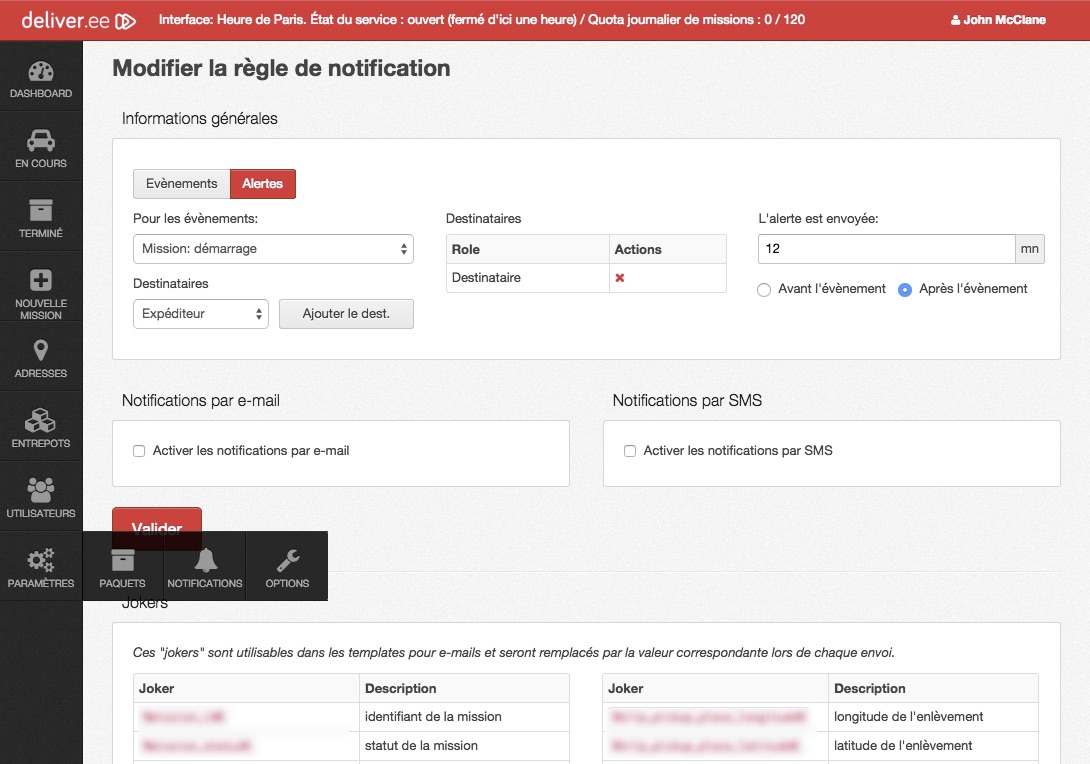 deliver.ee Interface: Heure de Paris. État du service : ouvert (fermé d'ici une heure) / Quota journalier de missions : 0 / 120 John McClane
DASHBOARD
EN COURS
TERMINÉ
NOUVELLE
MISSION
ADRESSES
ENTREPOTS
UTILISATEURS
PARAMÈTRES
PAQUETS
NOTIFICATIONS
OPTIONS
Modifier la règle de notification
Informations générales
Evènements Alertes
Pour les évènements:
Mission: démarrage
Destinataires
Expéditeur Ajouter le dest.
Destinataires
Role Actions
Destinataire
L'alerte est envoyée:
12 mn
Avant l'évènement Après l'évènement
Notifications par e-mail
Activer les notifications par e-mail
Notifications par SMS
Activer les notifications par SMS
Valider
Jokers
Ces "jokers" sont utilisables dans les templates pour e-mails et seront remplacés par la valeur correspondante lors de chaque envoi.
Joker Description
identifiant de la mission
statut de la mission
Joker Description
longitude de l'enlèvement
latitude de l'enlèvement